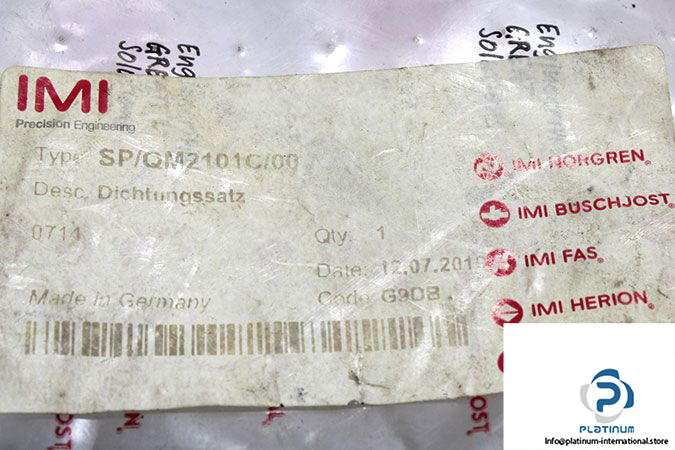 IMI
Precision Engineering
Type: SP/QM2101C/00
Desc. Dichtungssatz
0711
Qty. 1
Date: 12.07.201
Made in Germany
Code: G9DB
IMI NORGREN®
IMI BUSCHJOST®
IMI FAS®
IMI HERION®
PLATINUM
Info@platinum-international.store